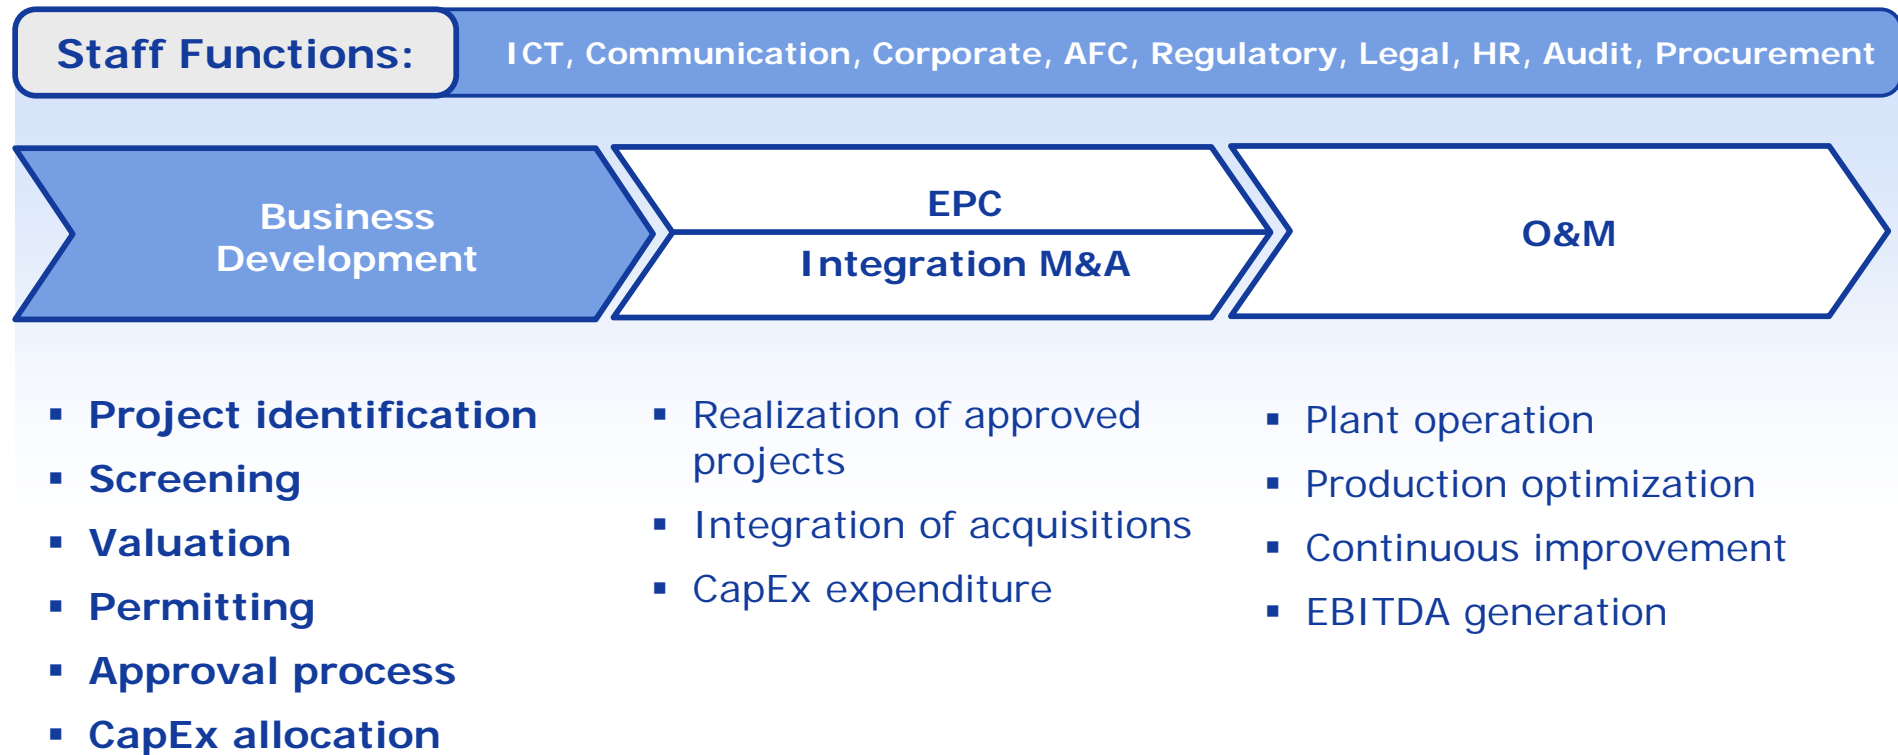 Staff Functions:
ICT, Communication, Corporate, AFC, Regulatory, Legal, HR, Audit, Procurement
Business
Development
EPC
Integration M&A
O&M
▪ Project identification
▪ Screening
▪ Valuation
▪ Permitting
▪ Approval process
▪ CapEx allocation
▪ Realization of approved
projects
▪ Integration of acquisitions
▪ CapEx expenditure
▪ Plant operation
▪ Production optimization
▪ Continuous improvement
▪ EBITDA generation